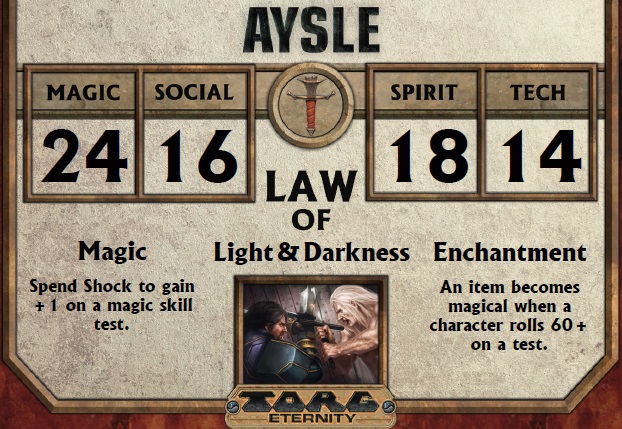 AYSLE
MAGIC SOCIAL SPIRIT TECH
24 16 18 14
LAW
OF
Magic Light & Darkness Enchantment
Spend Shock to gain
+1 on a magic skill
test.
An item becomes
magical when a
character rolls 60+
on a test.
TORG
ETERNITY